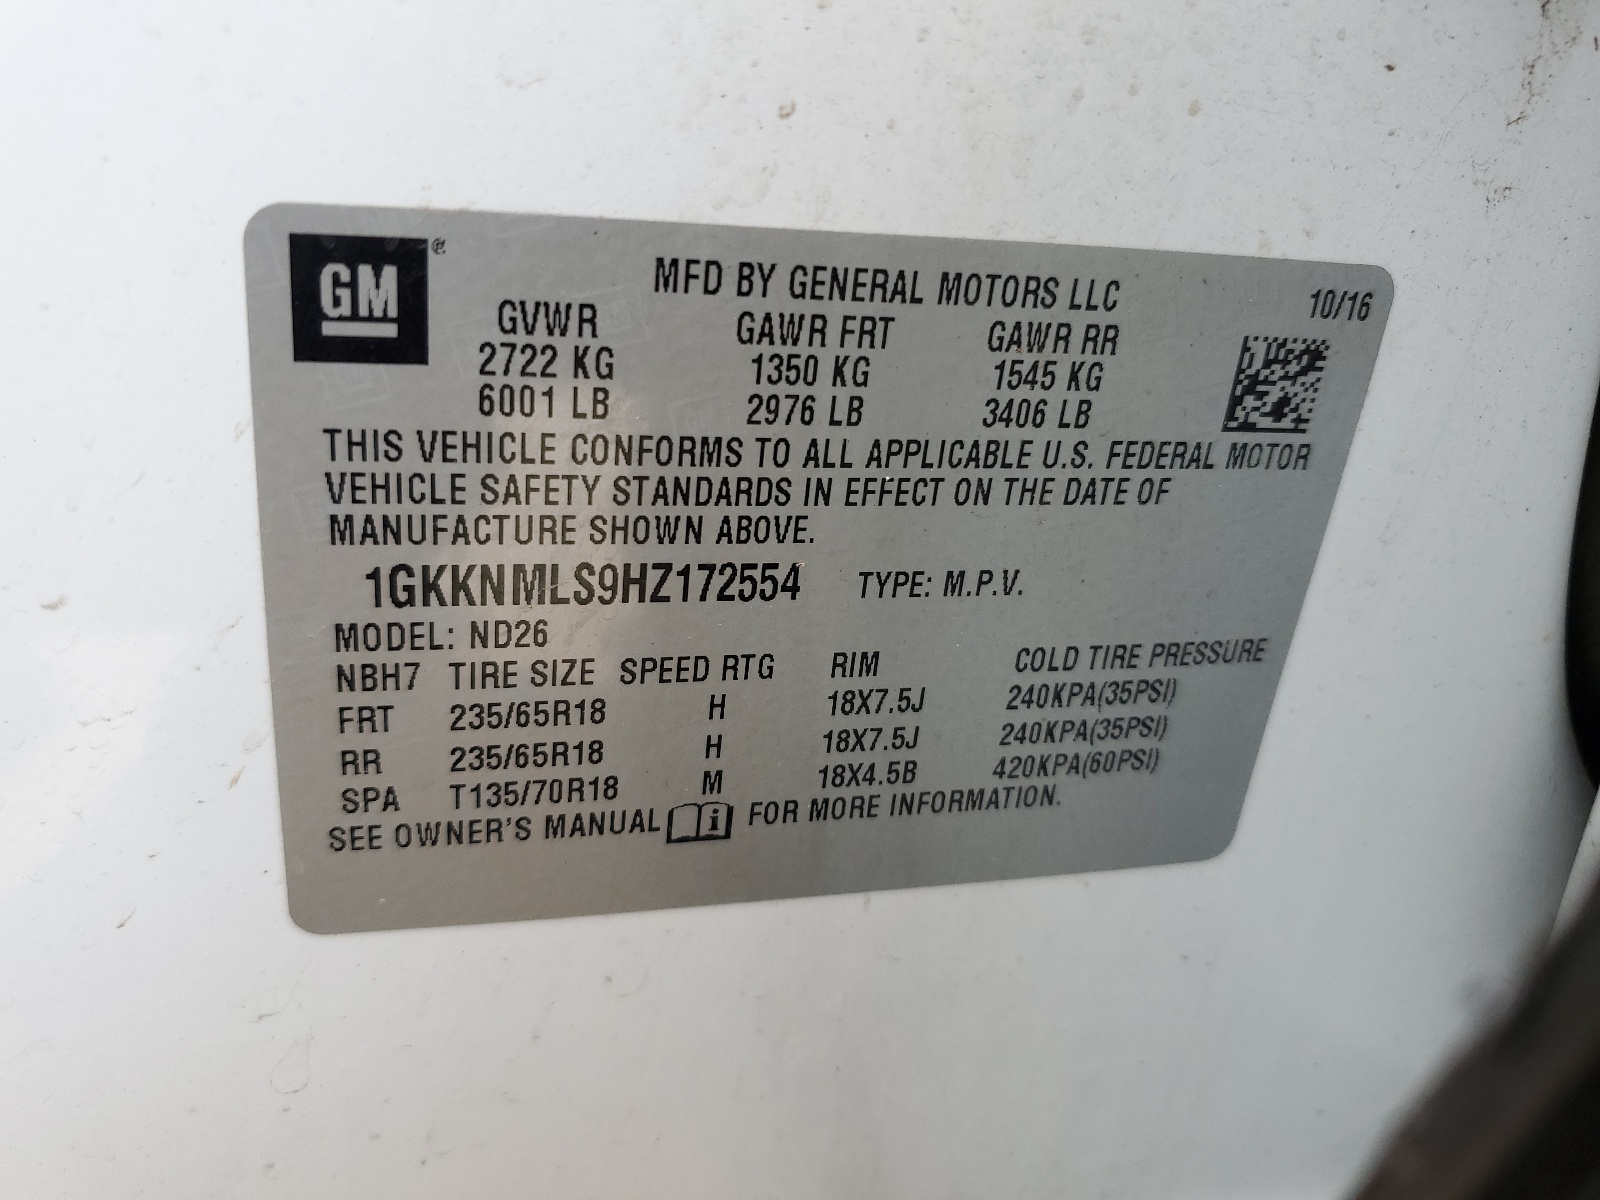 GM ®
MFD BY GENERAL MOTORS LLC 10/16
GVWR GAWR FRT GAWR RR
2722 KG 1350 KG 1545 KG
6001 LB 2976 LB 3406 LB
THIS VEHICLE CONFORMS TO ALL APPLICABLE U.S. FEDERAL MOTOR
VEHICLE SAFETY STANDARDS IN EFFECT ON THE DATE OF
MANUFACTURE SHOWN ABOVE.
1GKKNMLS9HZ172554 TYPE: M.P.V.
MODEL: ND26
NBH7 TIRE SIZE SPEED RTG RIM COLD TIRE PRESSURE
FRT 235/65R18 H 18X7.5J 240KPA(35PSI)
RR 235/65R18 H 18X7.5J 240KPA(35PSI)
SPA T135/70R18 M 18X4.5B 420KPA(60PSI)
SEE OWNER'S MANUAL i FOR MORE INFORMATION.